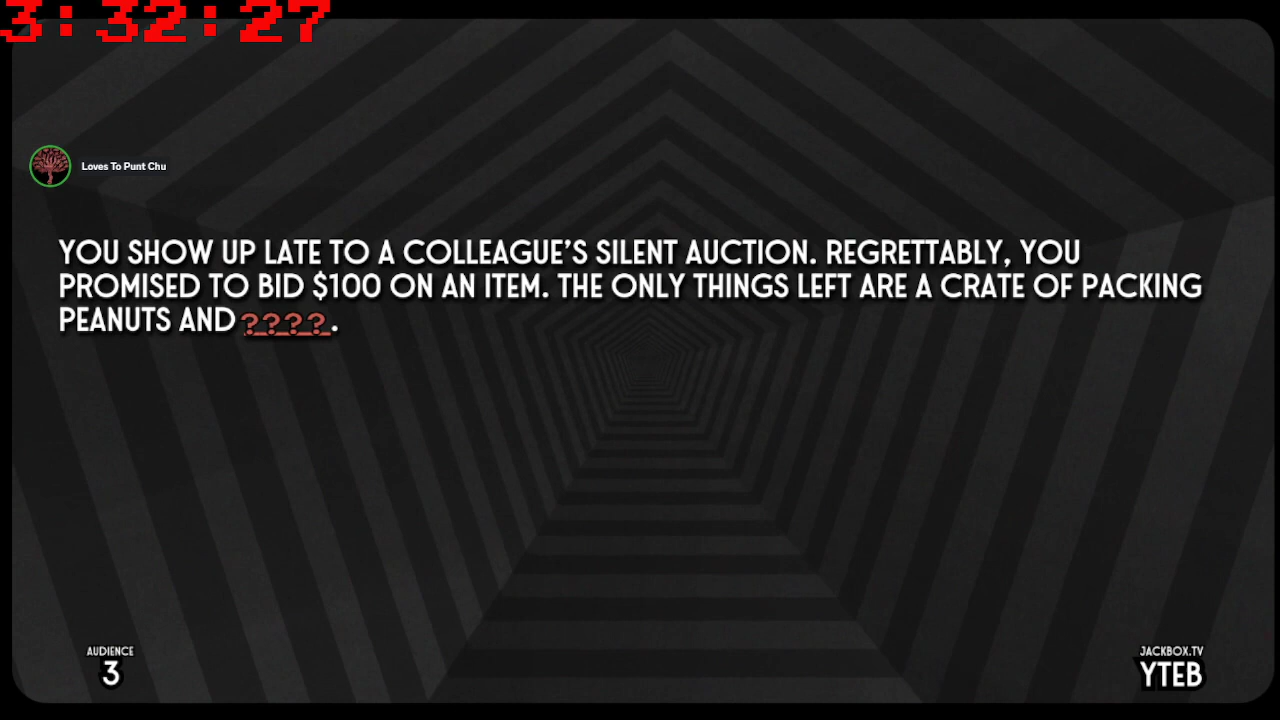 3:32:27
Loves To Punt Chu
YOU SHOW UP LATE TO A COLLEAGUE'S SILENT AUCTION. REGRETTABLY, YOU
PROMISED TO BID $100 ON AN ITEM. THE ONLY THINGS LEFT ARE A CRATE OF PACKING
PEANUTS AND ????.
AUDIENCE
3
JACKBOX.TV
YTEB